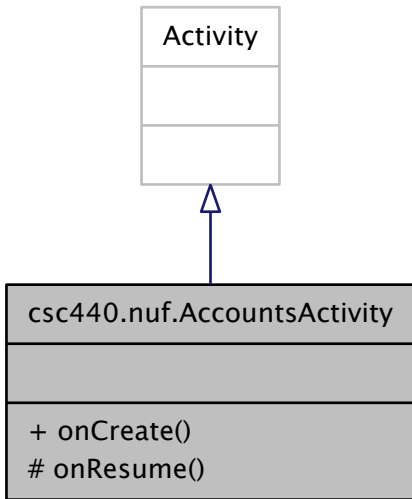 Activity
csc440.nuf.AccountsActivity
+ onCreate()
# onResume()